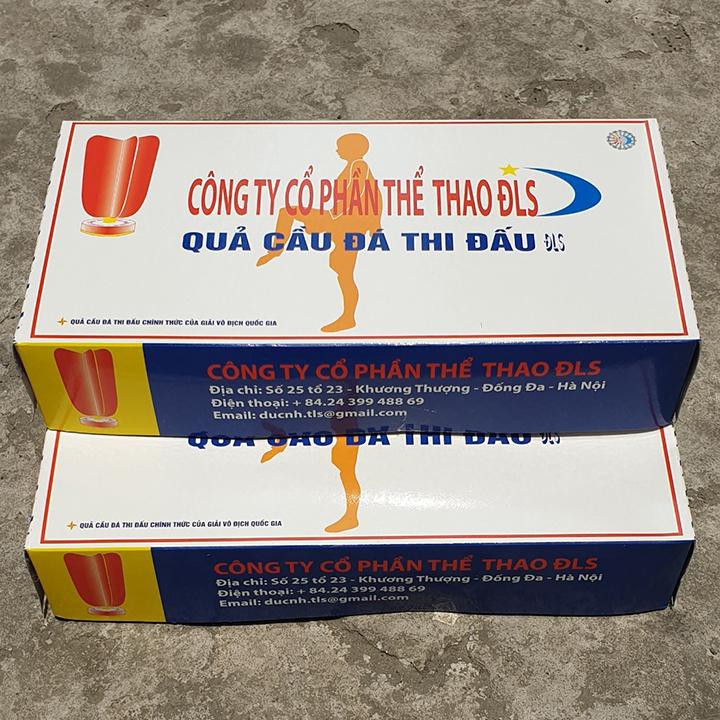 CÔNG TY CỔ PHẦN THỂ THAO ĐLS
QUẢ CẦU ĐÁ THI ĐẤU ĐLS
QUẢ CẦU ĐÁ THI ĐẤU CHÍNH THỨC CỦA GIẢI VÔ ĐỊCH QUỐC GIA
CÔNG TY CỔ PHẦN THỂ THAO ĐLS
Địa chỉ: Số 25 tổ 23 - Khương Thượng - Đống Đa - Hà Nội
Điện thoại: + 84.24 399 488 69
Email: ducnh.tls@gmail.com
QUẢ CẦU ĐÁ THI ĐẤU ĐLS
QUẢ CẦU ĐÁ THI ĐẤU CHÍNH THỨC CỦA GIẢI VÔ ĐỊCH QUỐC GIA
CÔNG TY CỔ PHẦN THỂ THAO ĐLS
Địa chỉ: Số 25 tổ 23 - Khương Thượng - Đống Đa - Hà Nội
Điện thoại: + 84.24 399 488 69
Email: ducnh.tls@gmail.com